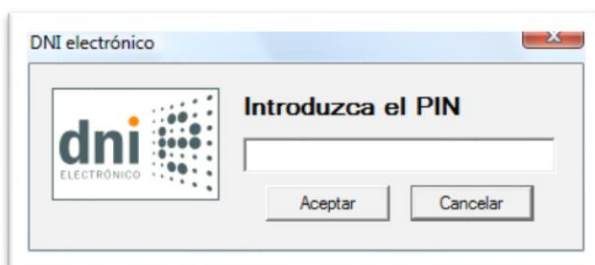 DNI electrónico
Introduzca el PIN
dni
ELECTRÓNICO
Aceptar
Cancelar